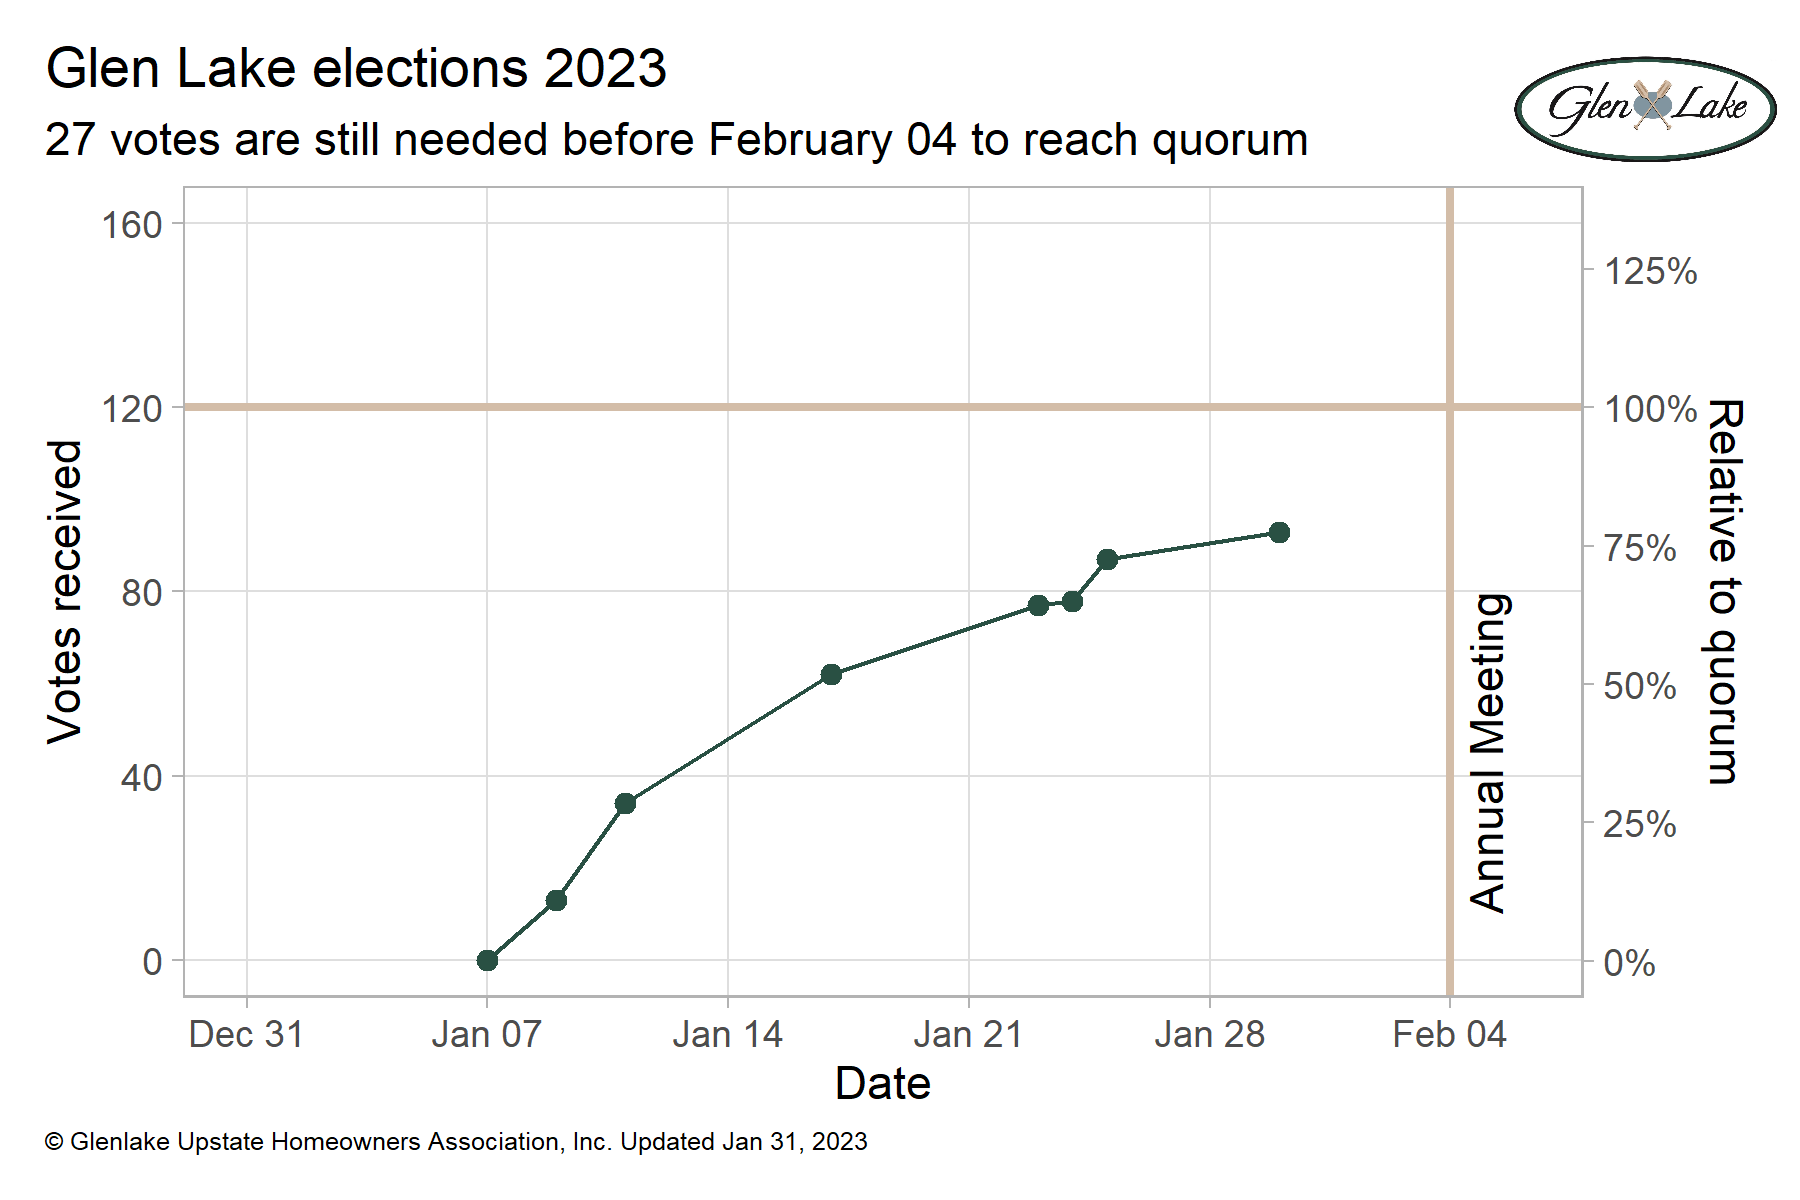 Glen Lake elections 2023
27 votes are still needed before February 04 to reach quorum
Glen Lake
160
120
80
40
0
Votes received
125%
100%
75%
50%
25%
0%
Relative to quorum
Annual Meeting
Dec 31
Jan 07
Jan 14
Jan 21
Jan 28
Feb 04
Date
© Glenlake Upstate Homeowners Association, Inc. Updated Jan 31, 2023